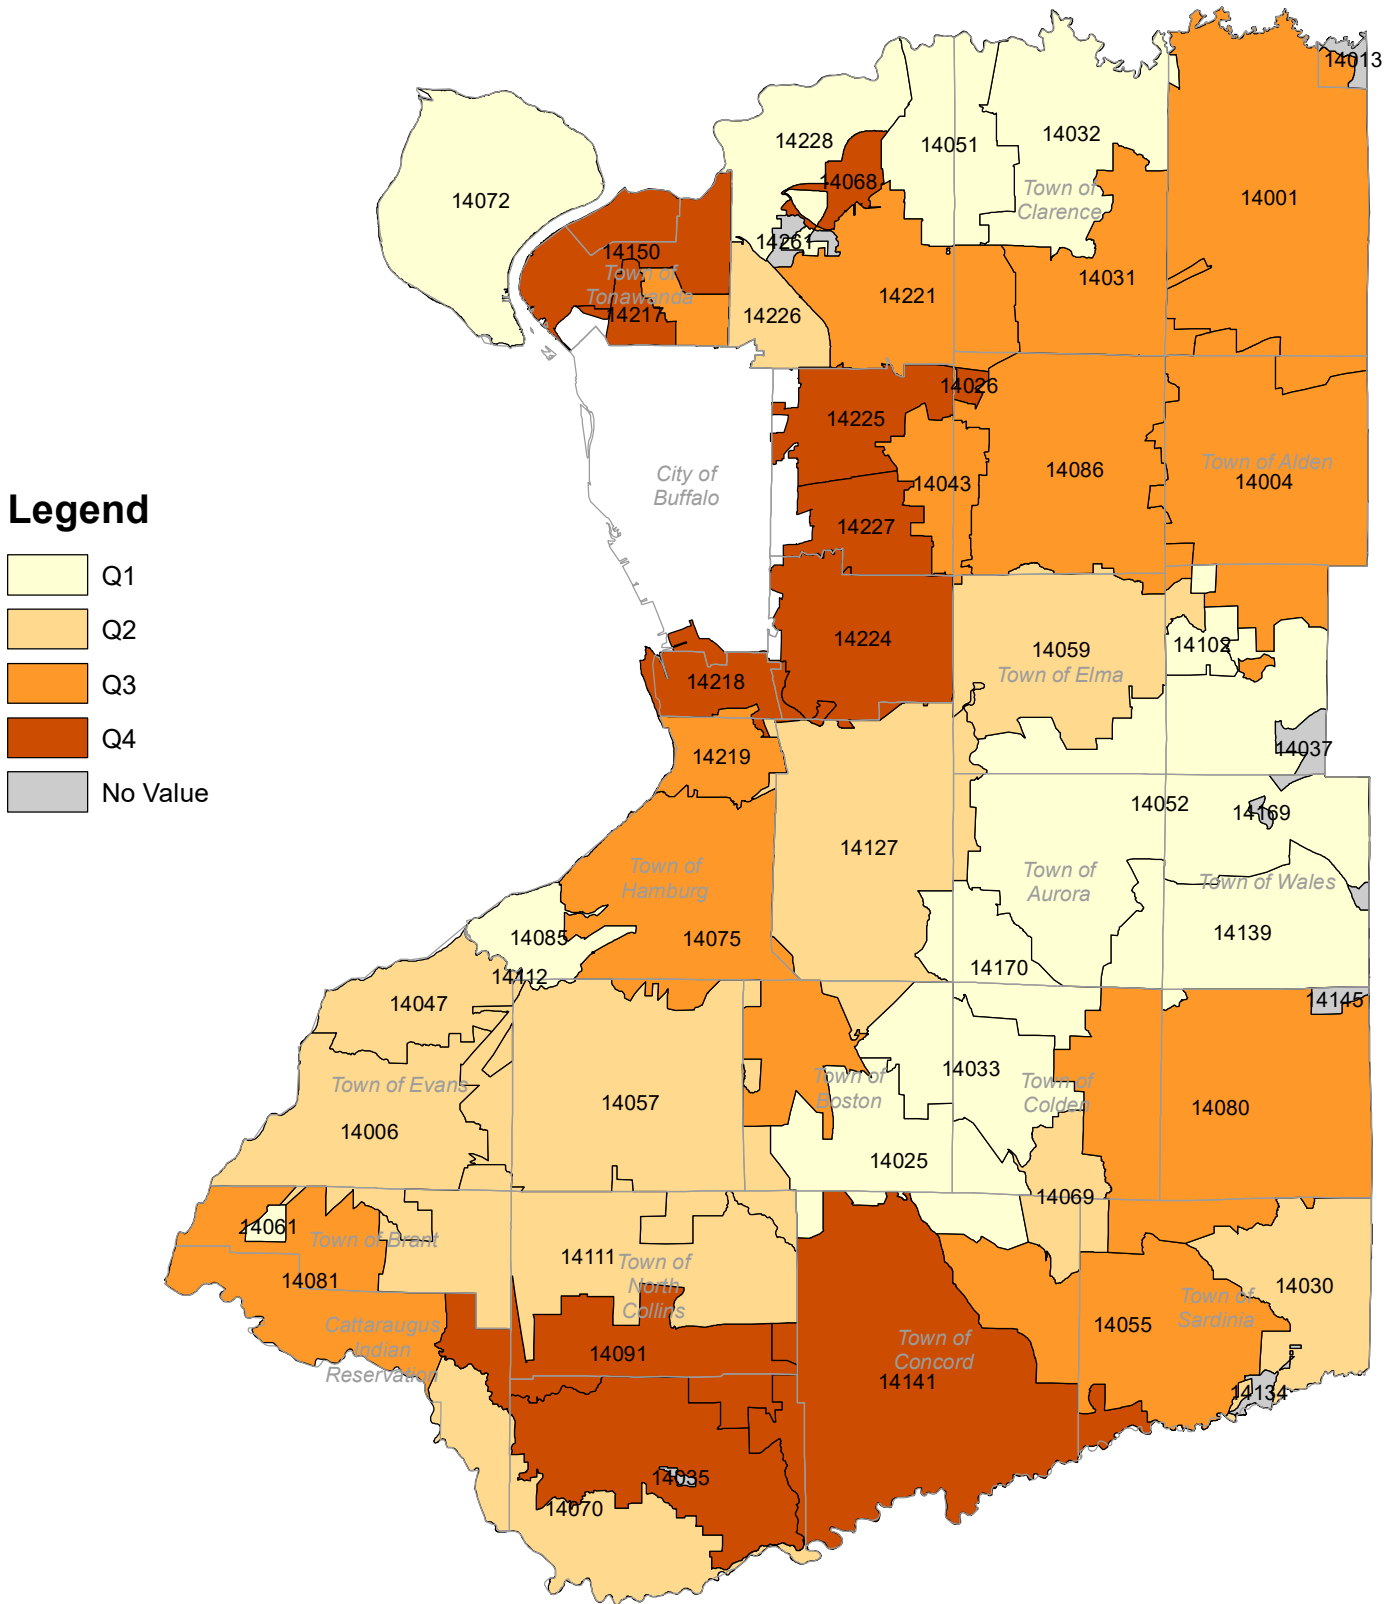 14013
14228
14051
14032
14068
14072
Town of
Clarence
14001
14261
14150
Town of
Tonawanda
14031
14221
14217
14226
14026
14225
City of
Buffalo
14043
14086
Town of Alden
14004
Legend
14227
Q1
Q2
Q3
Q4
No Value
14224
14059
Town of Elma
14102
14218
14219
14037
14052
14169
14127
Town of
Hamburg
Town of
Aurora
Town of Wales
14085
14075
14139
14112
14170
14047
14145
Town of Evans
14033
Town of
Boston
Town of
Colden
14057
14080
14006
14025
14069
14061
Town of Brant
14111
Town of
North
Collins
14081
14030
Town of
Sardinia
Cattaraugus
Indian
Reservation
14055
Town of
Concord
14091
14141
14134
14035
14070